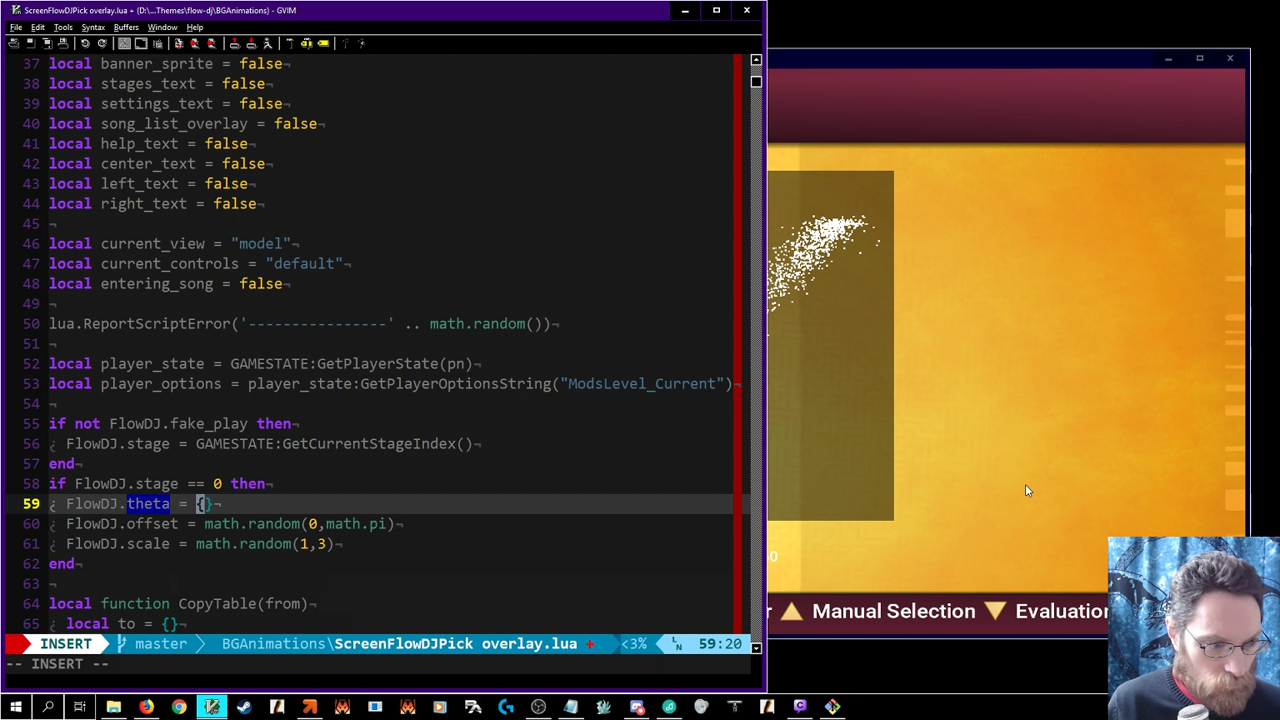 ScreenFlowDJPick overlay.lua + (D:\...Themes\flow-dj\BGAnimations) - GVIM
File Edit Tools Syntax Buffers Window Help
37 local banner_sprite = false¬
38 local stages_text = false¬
39 local settings_text = false¬
40 local song_list_overlay = false¬
41 local help_text = false¬
42 local center_text = false¬
43 local left_text = false¬
44 local right_text = false¬
45 ¬
46 local current_view = "model"¬
47 local current_controls = "default"¬
48 local entering_song = false¬
49 ¬
50 lua.ReportScriptError('----------------' .. math.random())¬
51 ¬
52 local player_state = GAMESTATE:GetPlayerState(pn)¬
53 local player_options = player_state:GetPlayerOptionsString("ModsLevel_Current")¬
54 ¬
55 if not FlowDJ.fake_play then¬
56 ¿ FlowDJ.stage = GAMESTATE:GetCurrentStageIndex()¬
57 end¬
58 if FlowDJ.stage == 0 then¬
59 ¿ FlowDJ.theta = {}¬
60 ¿ FlowDJ.offset = math.random(0,math.pi)¬
61 ¿ FlowDJ.scale = math.random(1,3)¬
62 end¬
63 ¬
64 local function CopyTable(from)¬
65 ¿ local to = {}¬
INSERT master BGAnimations\ScreenFlowDJPick overlay.lua + <3% LN 59:20
-- INSERT --
Manual Selection